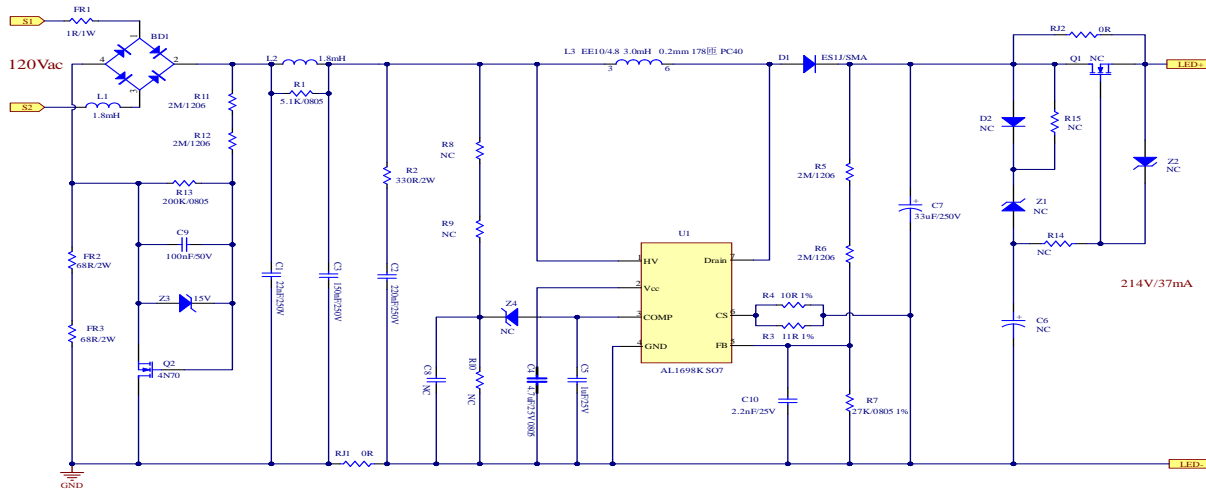 S1
FR1
1R/1W
BD1
1
2
3
4
120Vac
S2
L1
1.8mH
R11
2M/1206
R12
2M/1206
R13
200K/0805
C9
100nF/50V
Z3
15V
Q2
4N70
FR2
68R/2W
FR3
68R/2W
GND
L2
1.8mH
R1
5.1K/0805
C1
22nF/250V
C3
150nF/250V
RJ1
0R
R2
330R/2W
C2
220nF/250V
R8
NC
R9
NC
R10
NC
C8
NC
Z4
NC
C4
4.7uF/25V/0805
C5
1uF/25V
L3 EE10/4.8 3.0mH 0.2mm 178匝 PC40
3
6
D1
ES1J/SMA
U1
1
HV
2
Vcc
3
COMP
4
GND
Drain
7
CS
6
FB
5
AL1698K SO7
R4
10R 1%
R3
11R 1%
C10
2.2nF/25V
R5
2M/1206
R6
2M/1206
R7
27K/0805 1%
C7
33uF/250V
RJ2
0R
Q1
NC
LED+
D2
NC
R15
NC
Z1
NC
Z2
NC
R14
NC
C6
NC
214V/37mA
LED-